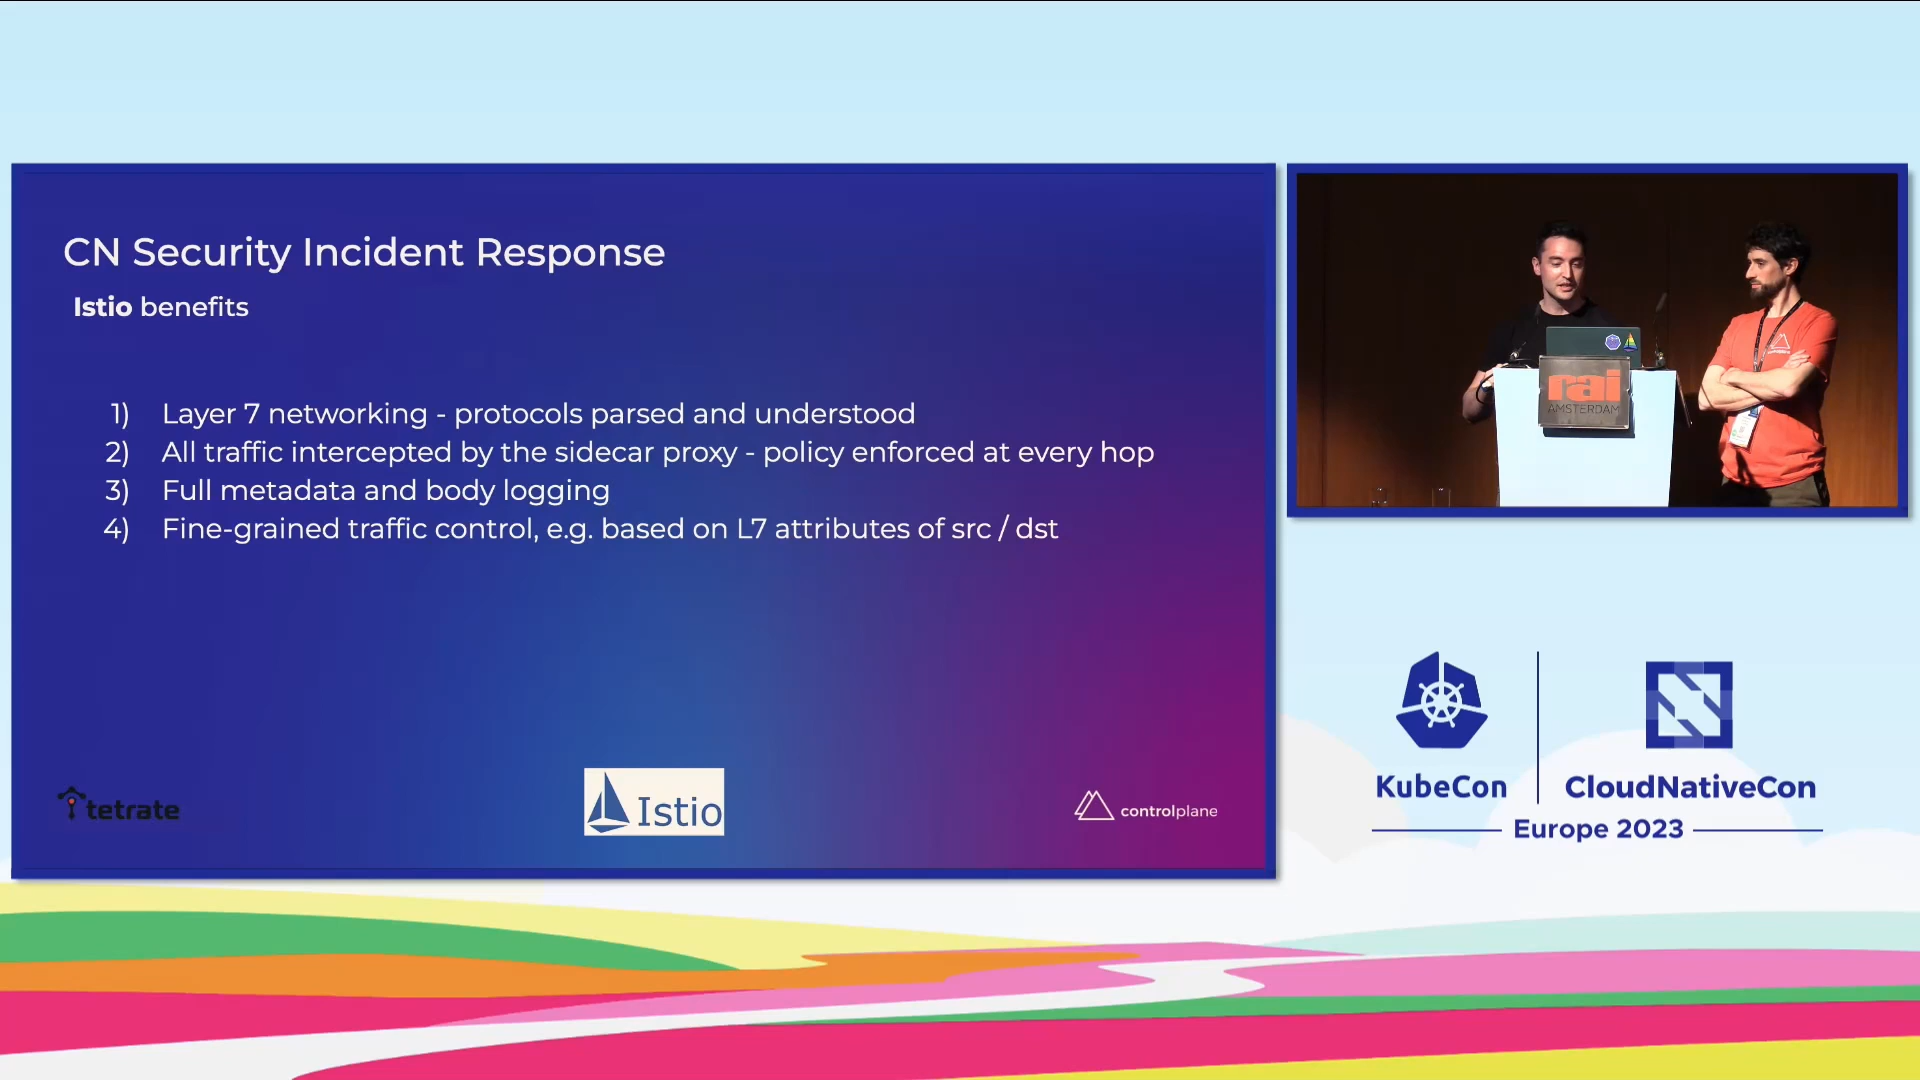 CN Security Incident Response
Istio benefits
1) Layer 7 networking - protocols parsed and understood
2) All traffic intercepted by the sidecar proxy - policy enforced at every hop
3) Full metadata and body logging
4) Fine-grained traffic control, e.g. based on L7 attributes of src / dst
tetrate
Istio
controlplane
rai
AMSTERDAM
KubeCon
CloudNativeCon
Europe 2023